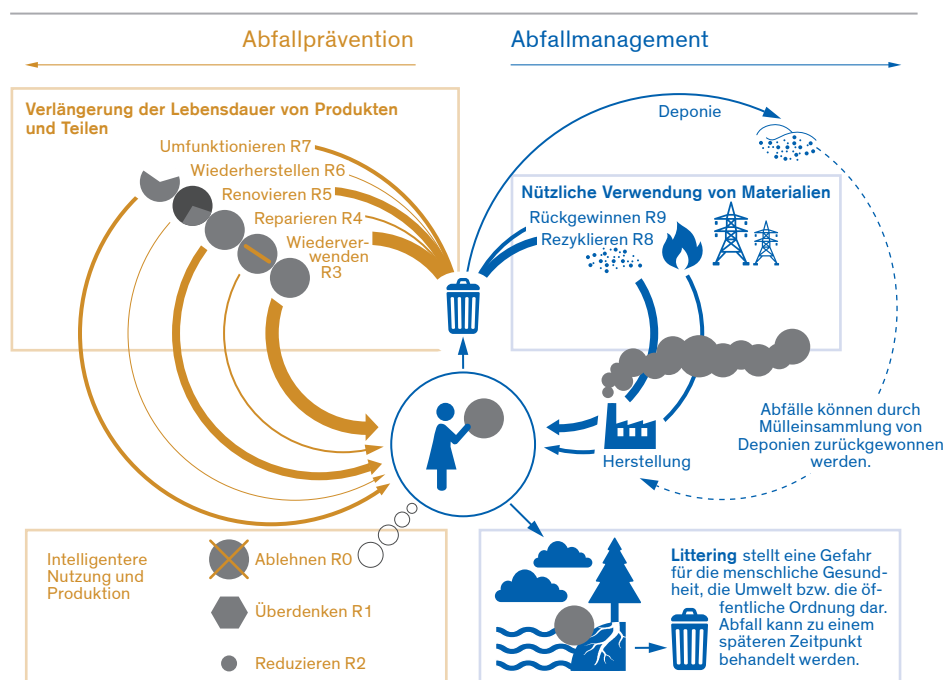 Abfallprävention
Abfallmanagement
Verlängerung der Lebensdauer von Produkten
und Teilen
Umfunktionieren R7
Wiederherstellen R6
Renovieren R5
Reparieren R4
Wiederver-
wenden
R3
Deponie
Nützliche Verwendung von Materialien
Rückgewinnen R9
Rezyklieren R8
Herstellung
Abfälle können durch
Mülleinsammlung von
Deponien zurückgewonnen
werden.
Intelligentere
Nutzung und
Produktion
Ablehnen R0
Überdenken R1
Reduzieren R2
Littering stellt eine Gefahr
für die menschliche Gesund-
heit, die Umwelt bzw. die öf-
fentliche Ordnung dar.
Abfall kann zu einem
späteren Zeitpunkt
behandelt werden.